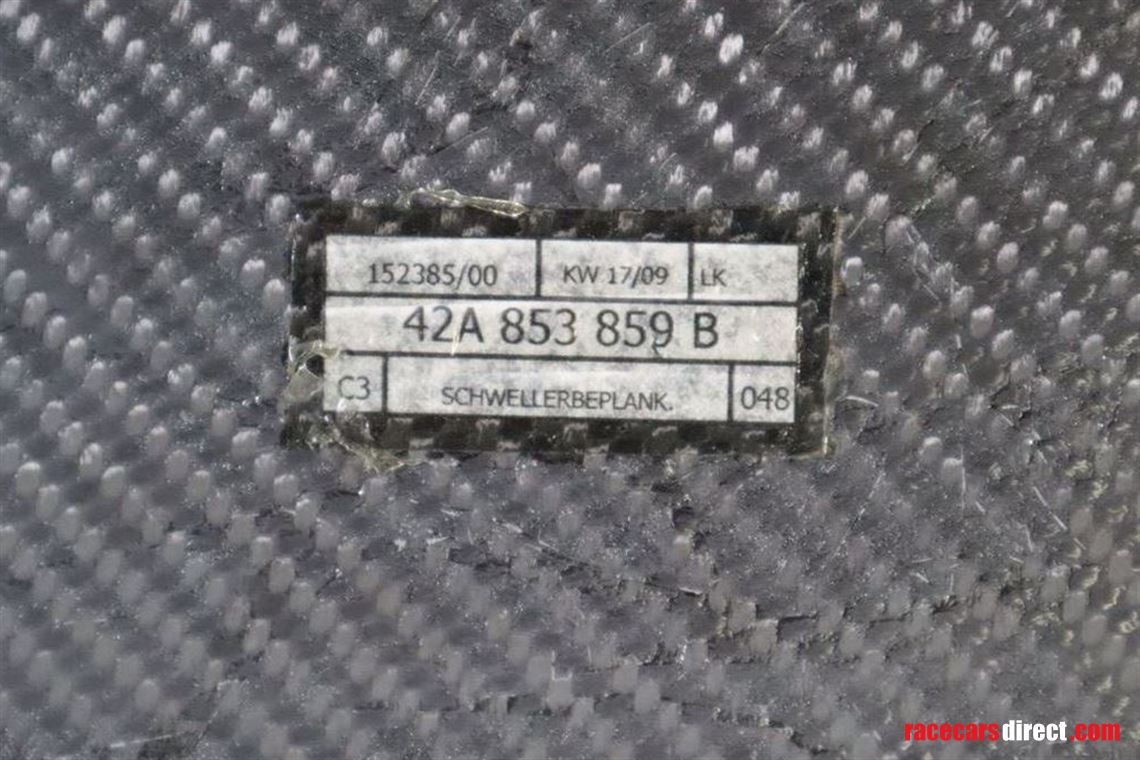 152385/00 KW 17/09 LK
42A 853 859 B
C3 SCHWELLERBEPLANK. 048
racecarsdirect.com